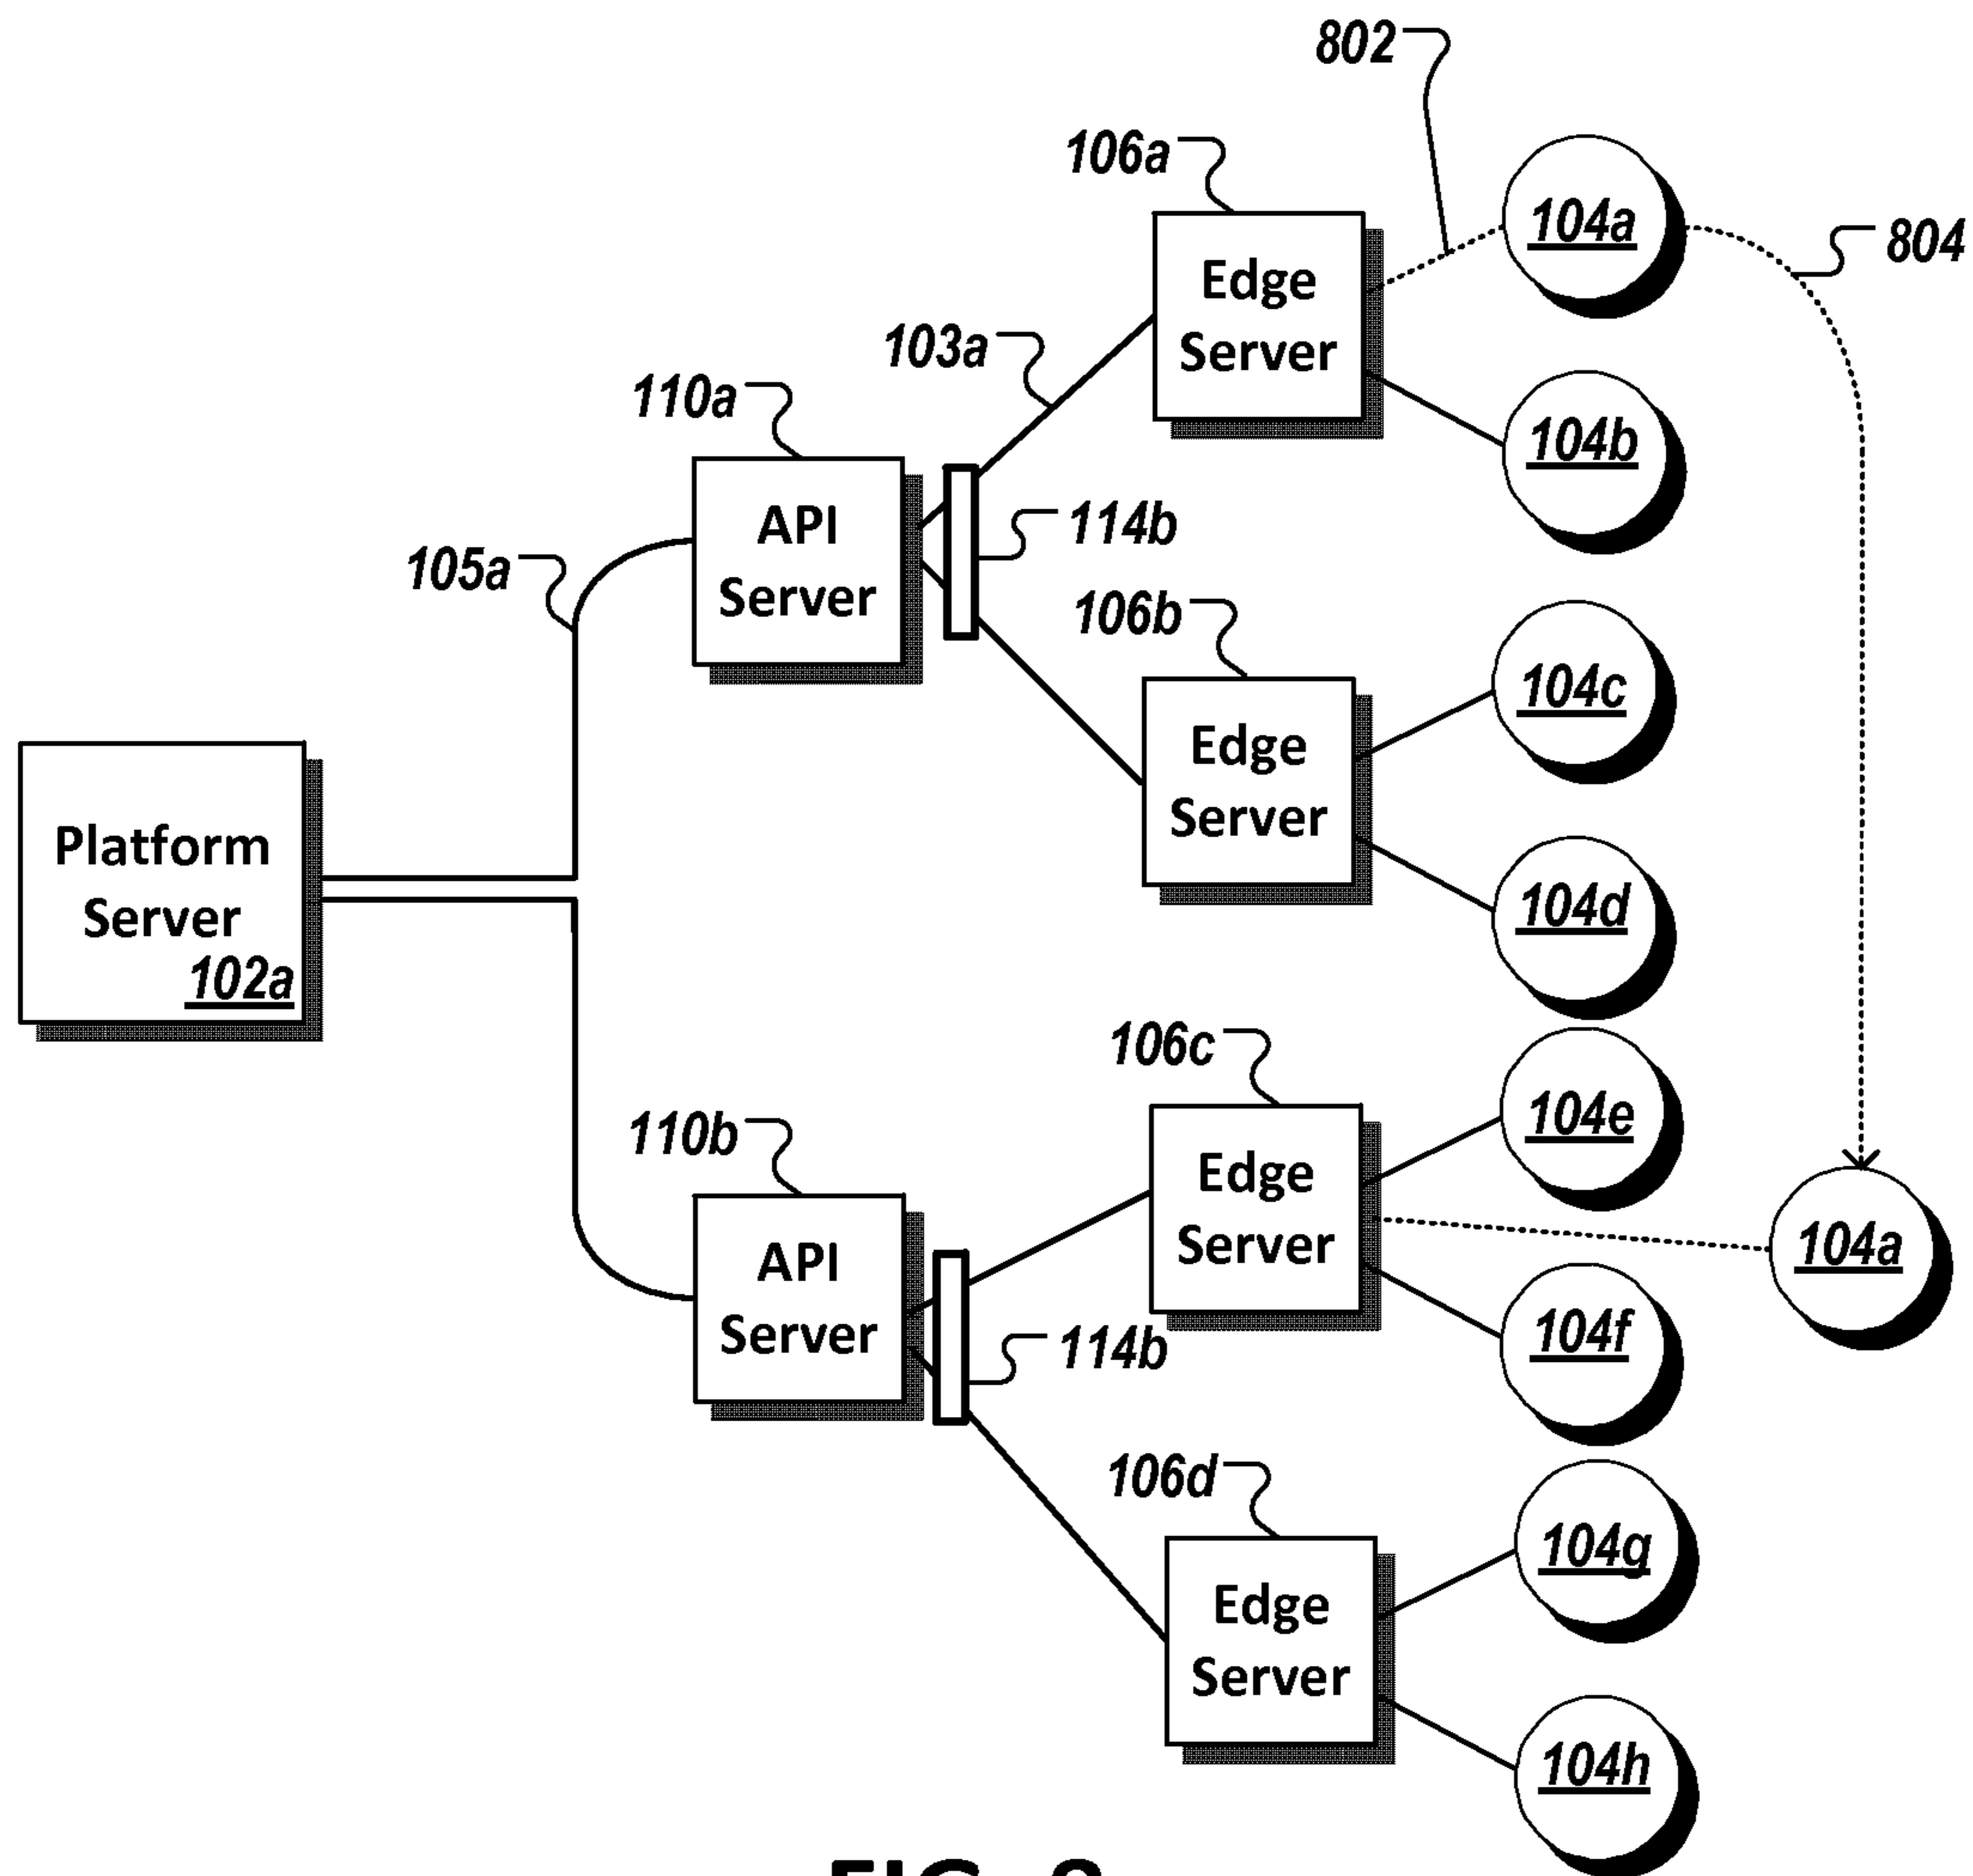 802
106a
104a
804
Edge
Server
103a
110a
104b
API
Server
114b
105a
106b
104c
Edge
Server
Platform
Server
102a
104d
106c
104e
110b
Edge
Server
104a
API
Server
114b
104f
106d
104g
Edge
Server
104h